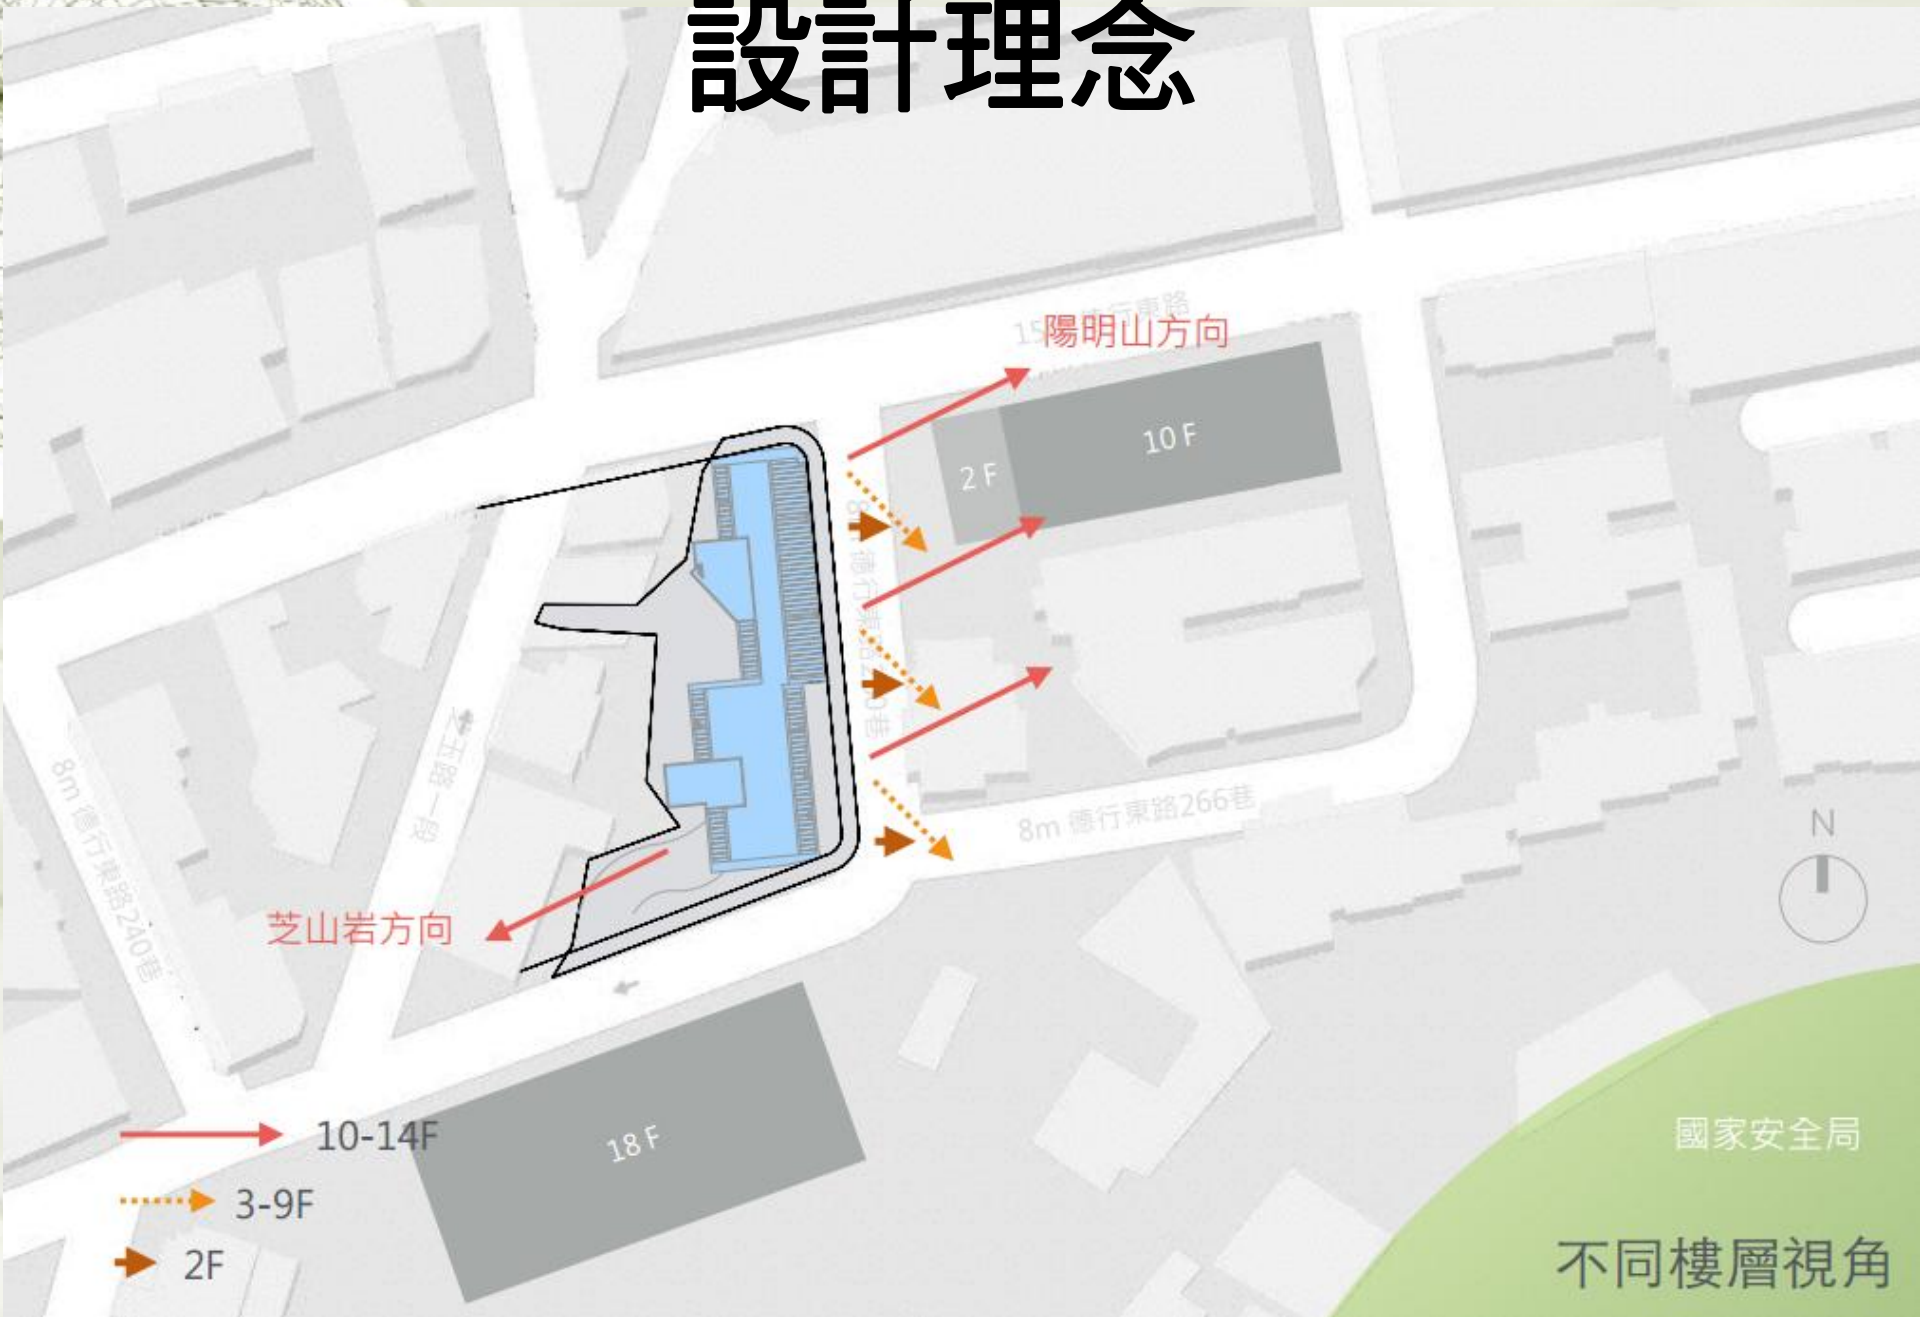 設計理念
陽明山方向
10 F
2 F
芝山岩方向
8m 德行東路240巷
8m 德行東路266巷
N
18 F
10-14F
3-9F
2F
國家安全局
不同樓層視角